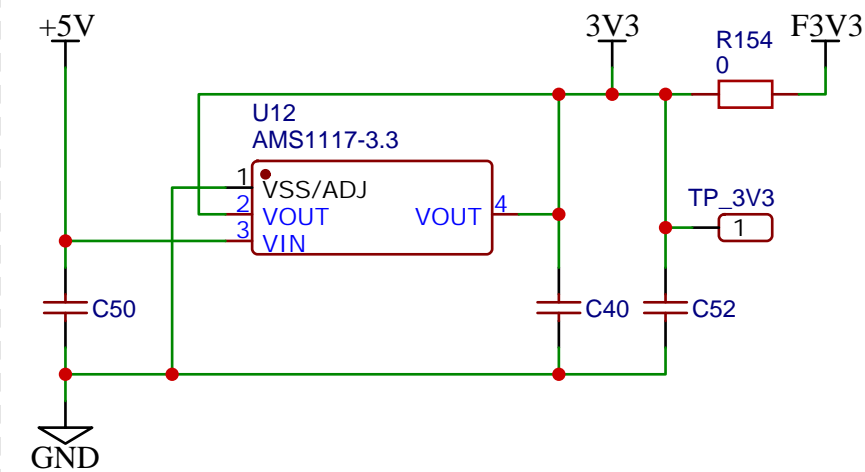 +5V
3V3
F3V3
R154
0
U12
AMS1117-3.3
1
VSS/ADJ
2
VOUT
VOUT
4
3
VIN
TP_3V3
1
C50
C40
C52
GND